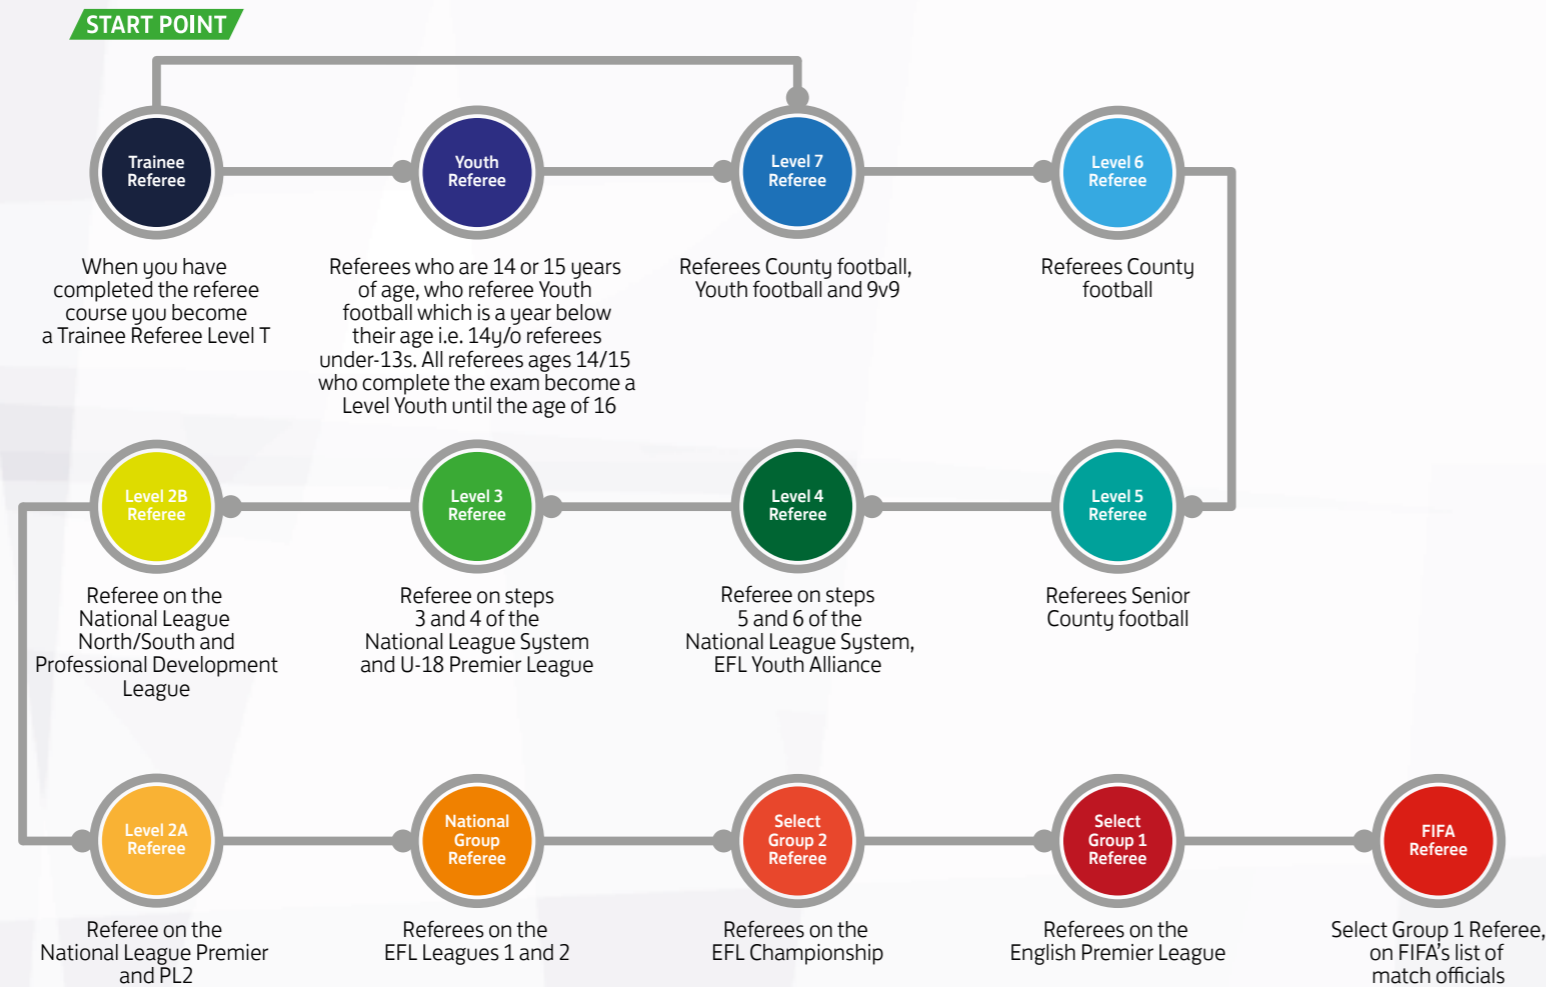 START POINT
Trainee
Referee
Youth
Referee
Level 7
Referee
Level 6
Referee
When you have
completed the referee
course you become
a Trainee Referee Level T
Referees who are 14 or 15 years
of age, who referee Youth
football which is a year below
their age i.e. 14y/o referees
under-13s. All referees ages 14/15
who complete the exam become a
Level Youth until the age of 16
Referees County football,
Youth football and 9v9
Referees County
football
Level 2B
Referee
Level 3
Referee
Level 4
Referee
Level 5
Referee
Referee on the
National League
North/South and
Professional Development
League
Referee on steps
3 and 4 of the
National League System
and U-18 Premier League
Referee on steps
5 and 6 of the
National League System,
EFL Youth Alliance
Referees Senior
County football
Level 2A
Referee
National
Group
Referee
Select
Group 2
Referee
Select
Group 1
Referee
FIFA
Referee
Referee on the
National League Premier
and PL2
Referees on the
EFL Leagues 1 and 2
Referees on the
EFL Championship
Referees on the
English Premier League
Select Group 1 Referee,
on FIFA's list of
match officials